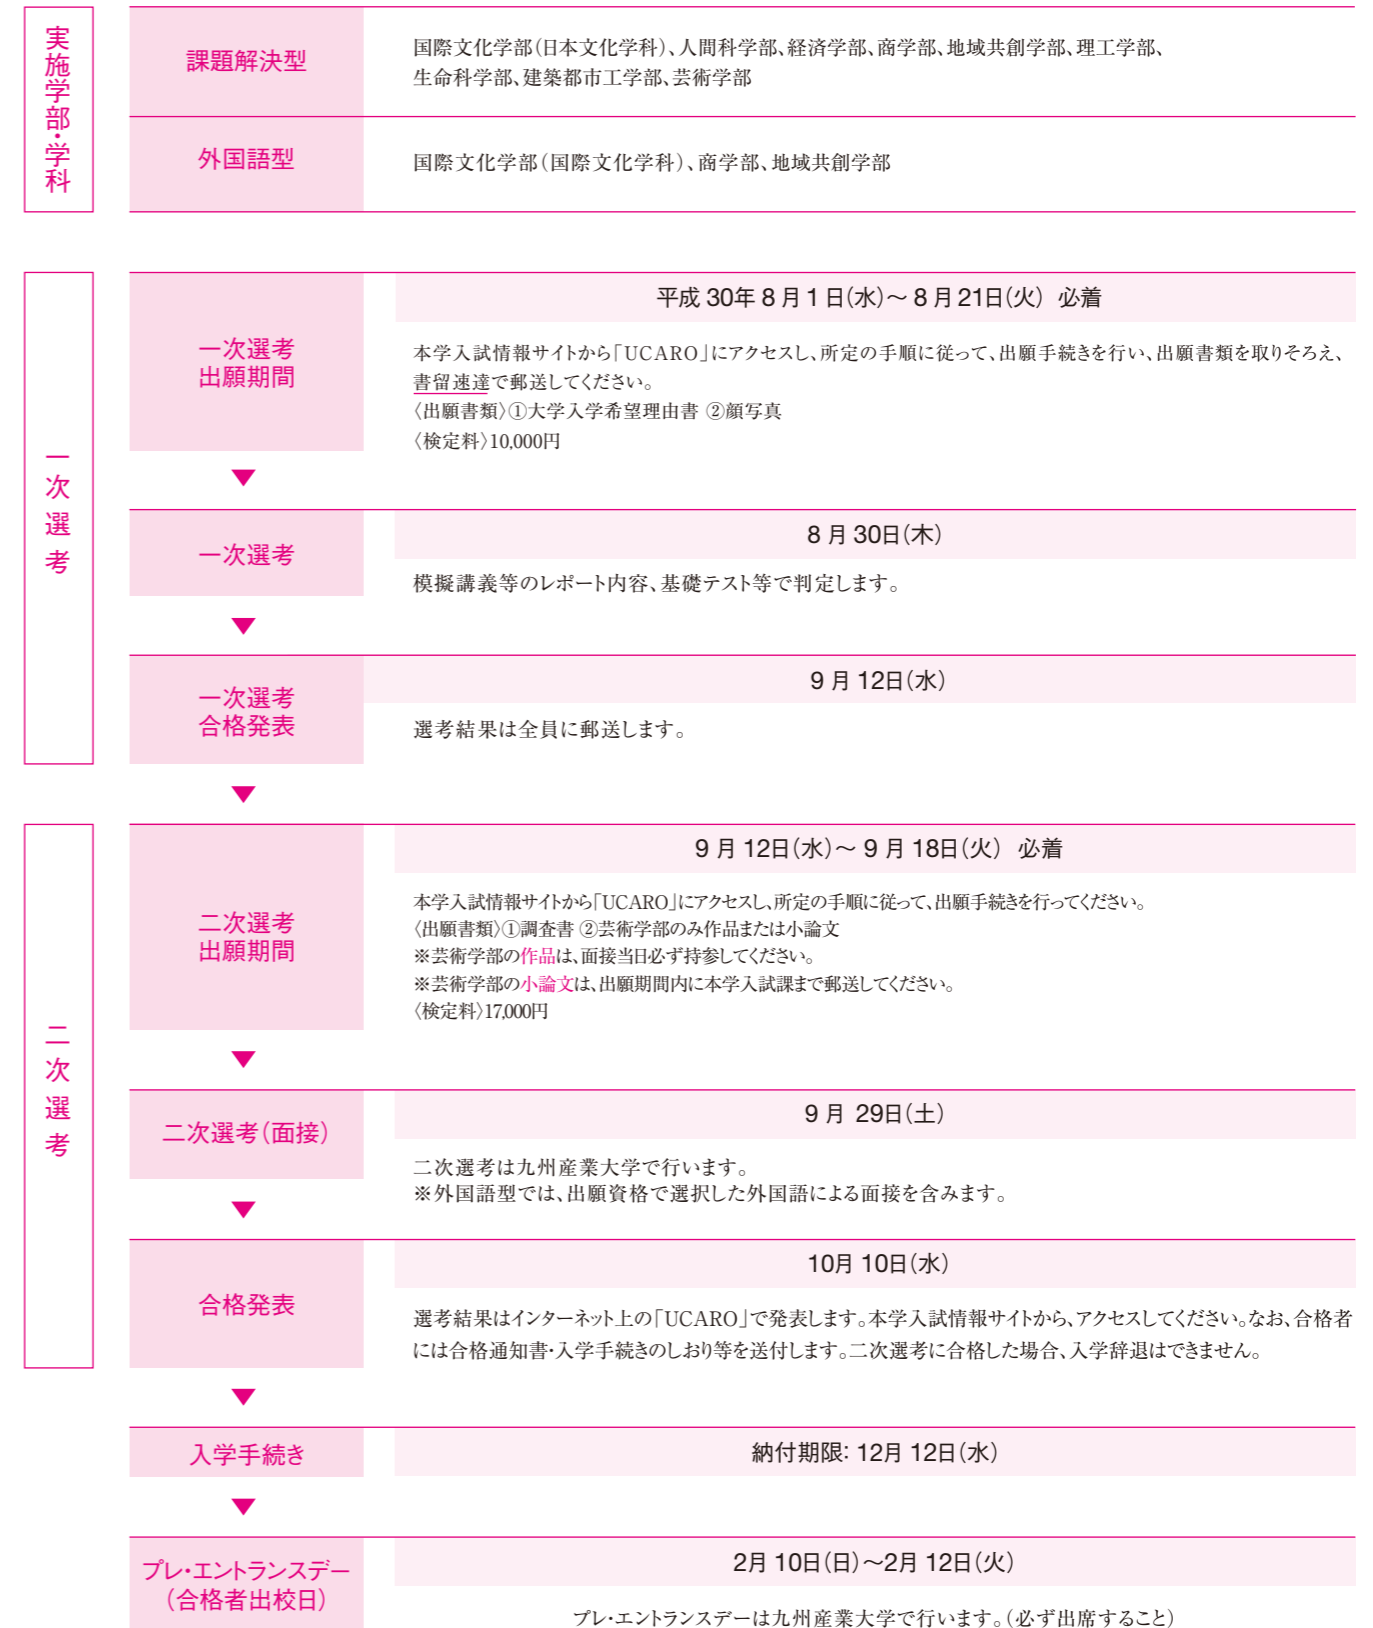 実施学部・学科
課題解決型
国際文化学部(日本文化学科)、人間科学部、経済学部、商学部、地域共創学部、理工学部、
生命科学部、建築都市工学部、芸術学部
外国語型
国際文化学部(国際文化学科)、商学部、地域共創学部
一次選考
一次選考
出願期間
平成 30年 8 月 1 日(水)〜 8 月 21日(火) 必着
本学入試情報サイトから「UCARO」にアクセスし、所定の手順に従って、出願手続きを行い、出願書類を取りそろえ、
書留速達で郵送してください。
〈出願書類〉①大学入学希望理由書 ②顔写真
〈検定料〉10,000円
▼
一次選考
8 月 30日(木)
模擬講義等のレポート内容、基礎テスト等で判定します。
▼
一次選考
合格発表
9 月 12日(水)
選考結果は全員に郵送します。
▼
二次選考
二次選考
出願期間
9 月 12日(水)〜 9 月 18日(火) 必着
本学入試情報サイトから「UCARO」にアクセスし、所定の手順に従って、出願手続きを行ってください。
〈出願書類〉①調査書 ②芸術学部のみ作品または小論文
※芸術学部の作品は、面接当日必ず持参してください。
※芸術学部の小論文は、出願期間内に本学入試課まで郵送してください。
〈検定料〉17,000円
▼
二次選考(面接)
9 月 29日(土)
二次選考は九州産業大学で行います。
※外国語型では、出願資格で選択した外国語による面接を含みます。
▼
合格発表
10月 10日(水)
選考結果はインターネット上の「UCARO」で発表します。本学入試情報サイトから、アクセスしてください。なお、合格者
には合格通知書・入学手続きのしおり等を送付します。二次選考に合格した場合、入学辞退はできません。
▼
入学手続き
納付期限: 12月 12日(水)
▼
プレ・エントランスデー
(合格者出校日)
2月 10日(日)〜2月 12日(火)
プレ・エントランスデーは九州産業大学で行います。(必ず出席すること)